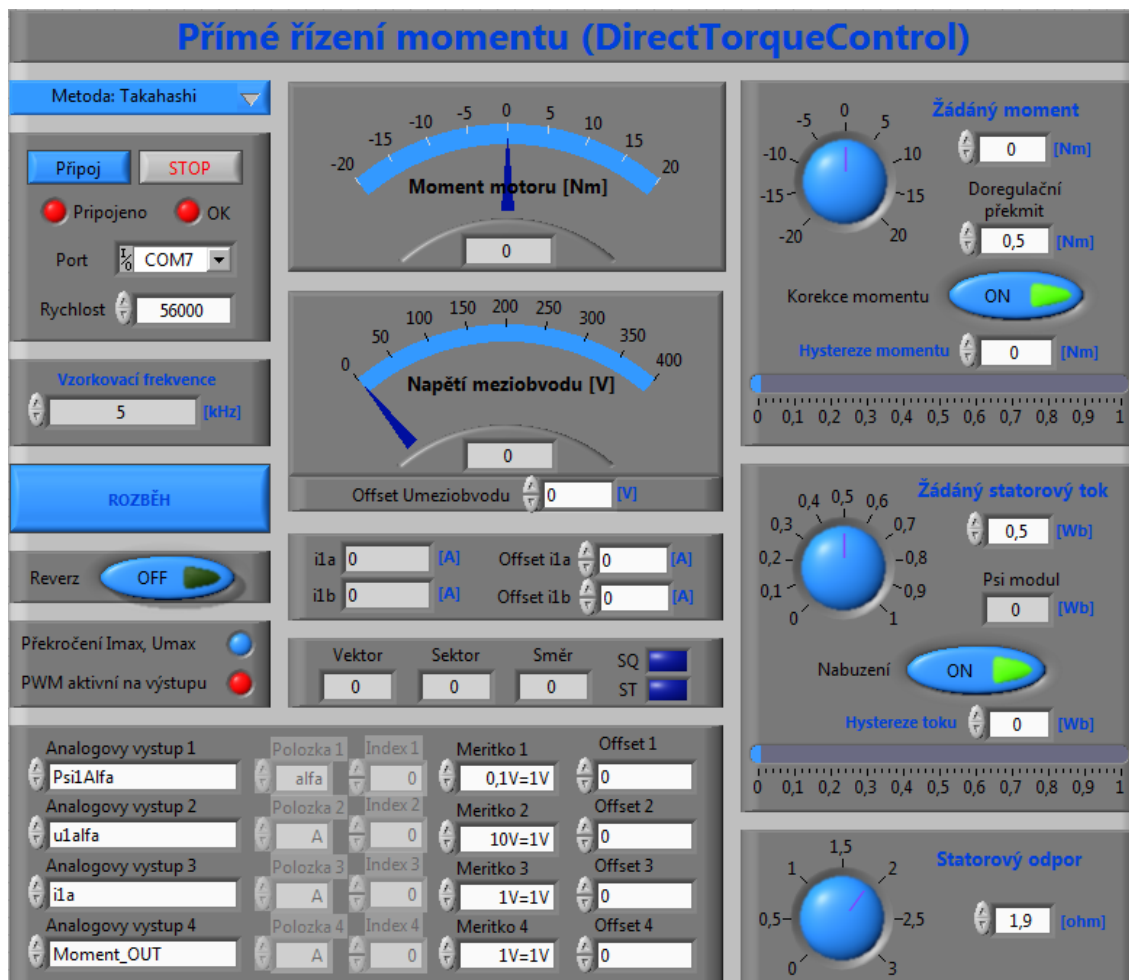 Přímé řízení momentu (DirectTorqueControl)
Metoda: Takahashi
Připoj STOP
Pripojeno OK
Port I/O COM7
Rychlost 56000
Vzorkovací frekvence
5 [kHz]
ROZBĚH
Reverz OFF
Překročení Imax, Umax
PWM aktivní na výstupu
-20 -15 -10 -5 0 5 10 15 20
Moment motoru [Nm]
0
0 50 100 150 200 250 300 350 400
Napětí meziobvodu [V]
0
Offset Umeziobvodu 0 [V]
i1a 0 [A] Offset i1a 0 [A]
i1b 0 [A] Offset i1b 0 [A]
Vektor Sektor Směr SQ
0 0 0 ST
Analogovy vystup 1 Polozka 1 Index 1 Meritko 1 Offset 1
Psi1Alfa alfa 0 0,1V=1V 0
Analogovy vystup 2 Polozka 2 Index 2 Meritko 2 Offset 2
u1alfa A 0 10V=1V 0
Analogovy vystup 3 Polozka 3 Index 3 Meritko 3 Offset 3
i1a A 0 1V=1V 0
Analogovy vystup 4 Polozka 4 Index 4 Meritko 4 Offset 4
Moment_OUT A 0 1V=1V 0
Žádáný moment
-20 -15 -10 -5 0 5 10 15 20
0 [Nm]
Doregulační
překmit
0,5 [Nm]
Korekce momentu ON
Hystereze momentu 0 [Nm]
0 0,1 0,2 0,3 0,4 0,5 0,6 0,7 0,8 0,9 1
Žádáný statorový tok
0 0,1 0,2 0,3 0,4 0,5 0,6 0,7 0,8 0,9 1
0,5 [Wb]
Psi modul
0 [Wb]
Nabuzení ON
Hystereze toku 0 [Wb]
0 0,1 0,2 0,3 0,4 0,5 0,6 0,7 0,8 0,9 1
Statorový odpor
0 0,5 1 1,5 2 2,5 3
1,9 [ohm]